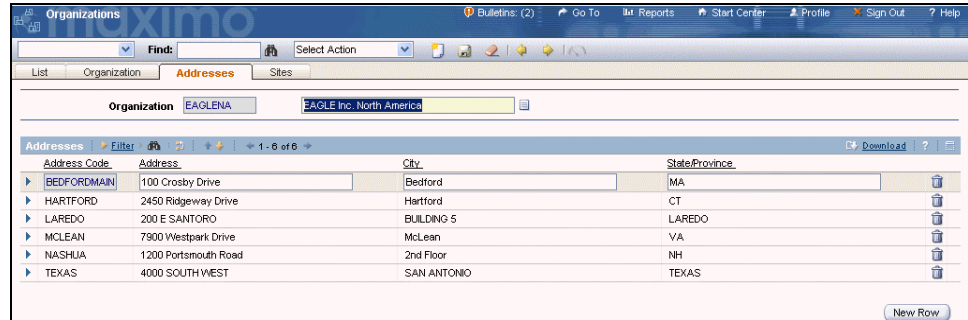 Organizations
maximo
Bulletins: (2) Go To Reports Start Center Profile Sign Out ? Help
Find: Select Action
List Organization Addresses Sites
Organization EAGLENA EAGLE Inc. North America
Addresses Filter 1 - 6 of 6 Download ?
Address Code Address City State/Province
BEDFORDMAIN 100 Crosby Drive Bedford MA
HARTFORD 2450 Ridgeway Drive Hartford CT
LAREDO 200 E SANTORO BUILDING 5 LAREDO
MCLEAN 7900 Westpark Drive McLean VA
NASHUA 1200 Portsmouth Road 2nd Floor NH
TEXAS 4000 SOUTH WEST SAN ANTONIO TEXAS
New Row